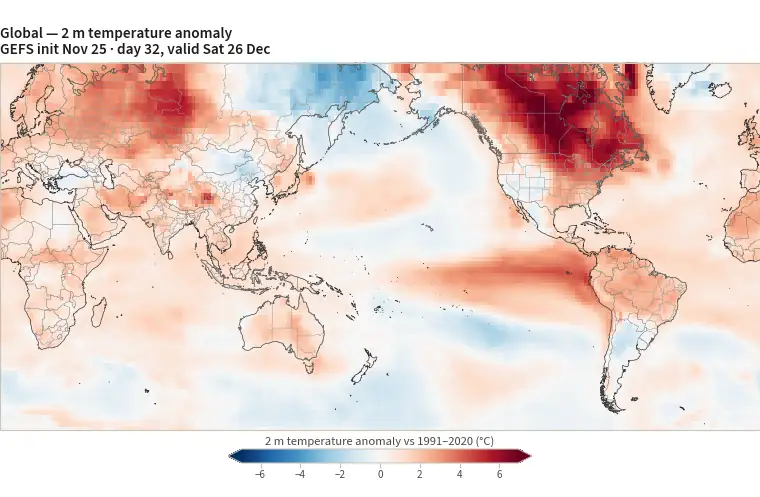 Global — 2 m temperature anomaly
GEFS init Nov 25 · day 32, valid Sat 26 Dec
2 m temperature anomaly vs 1991–2020 (°C)
−6 −4 −2 0 2 4 6